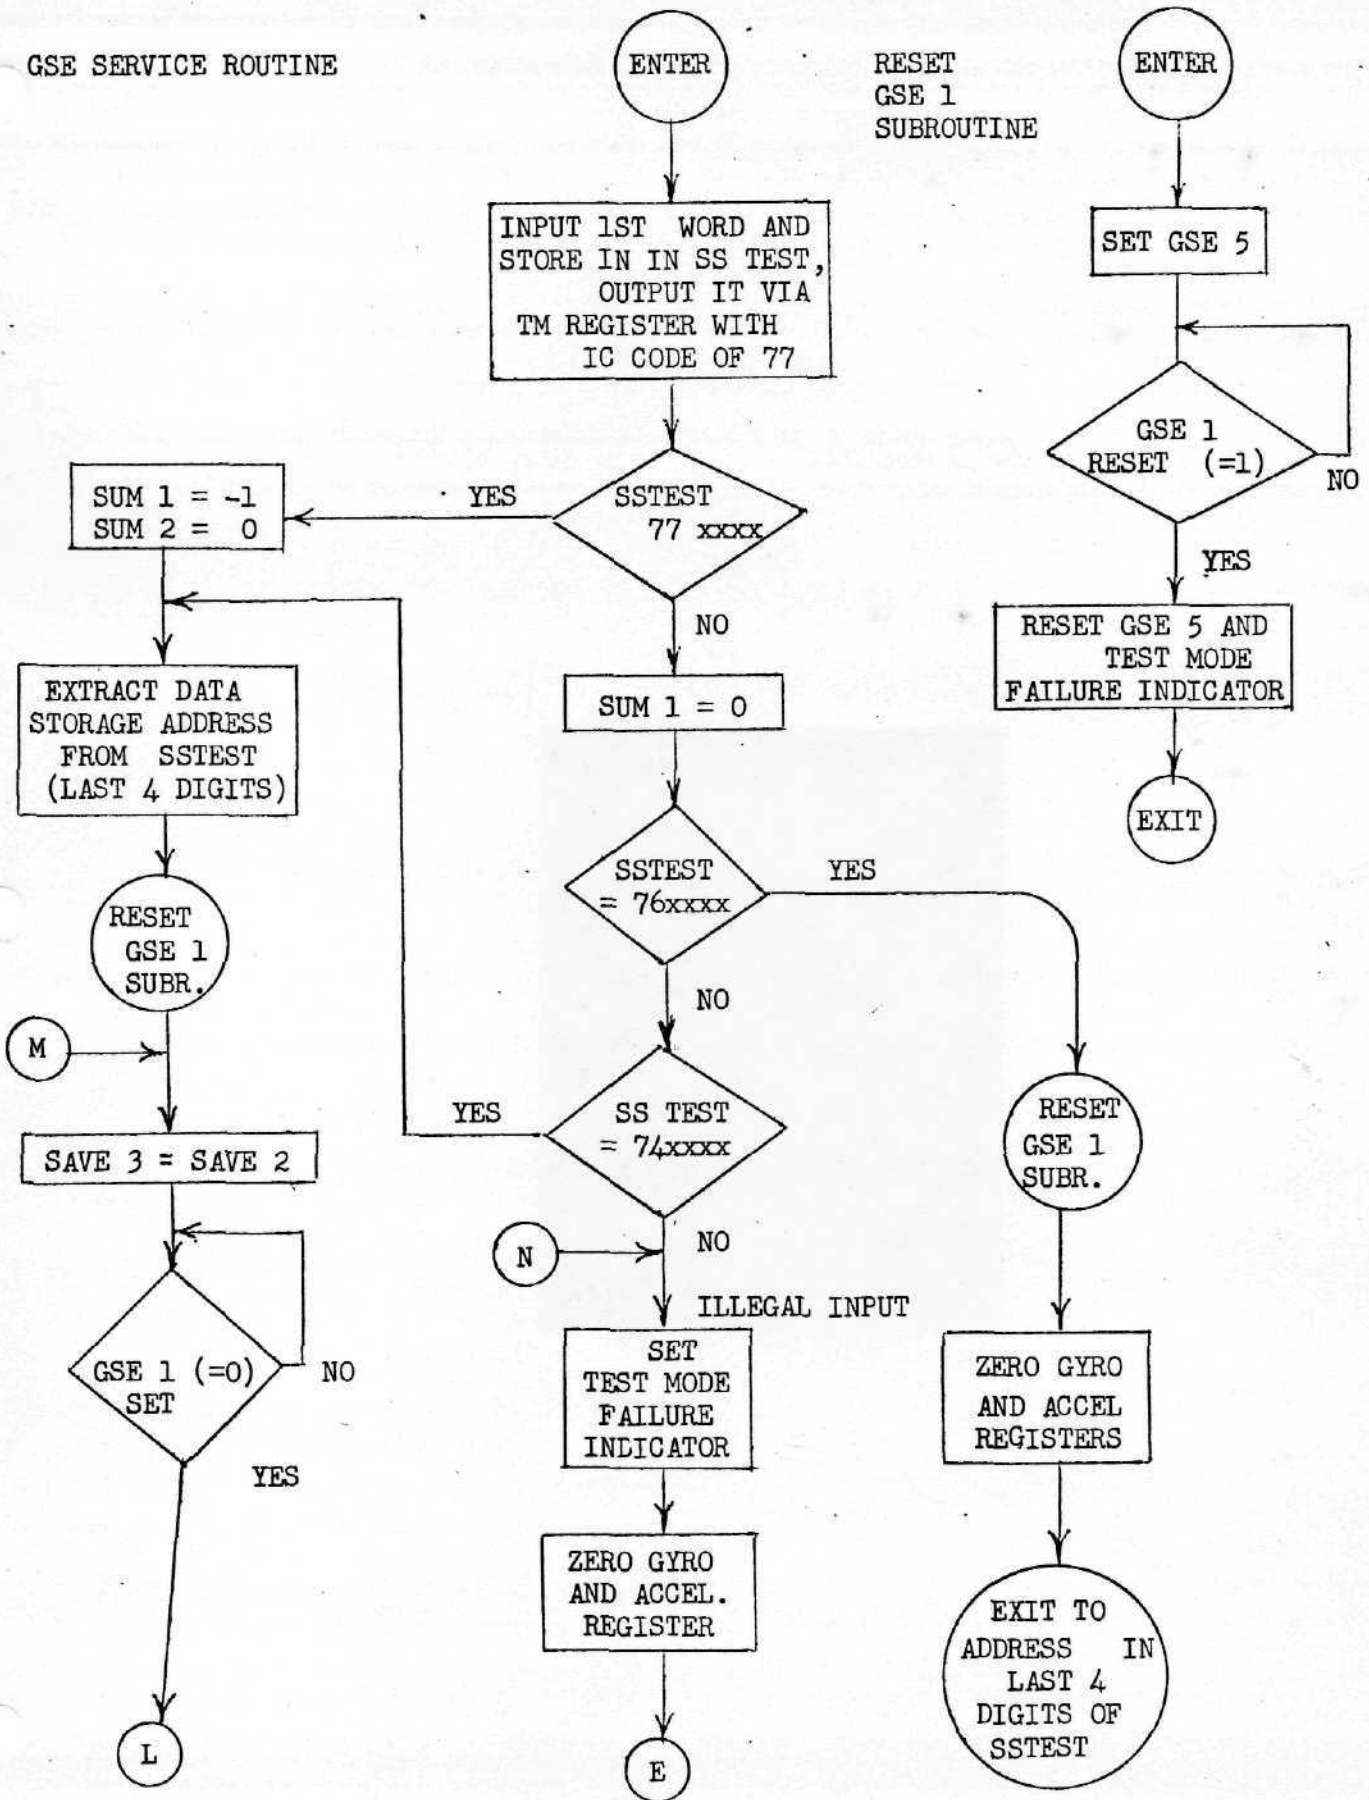 GSE SERVICE ROUTINE
ENTER
INPUT 1ST WORD AND
STORE IN IN SS TEST,
OUTPUT IT VIA
TM REGISTER WITH
IC CODE OF 77
SSTEST
77 xxxx
YES
NO
SUM 1 = -1
SUM 2 = 0
EXTRACT DATA
STORAGE ADDRESS
FROM SSTEST
(LAST 4 DIGITS)
RESET
GSE 1
SUBR.
M
SAVE 3 = SAVE 2
GSE 1 (=0)
SET
NO
YES
L
SUM 1 = 0
SSTEST
= 76xxxx
YES
NO
SS TEST
= 74xxxx
YES
NO
N
ILLEGAL INPUT
SET
TEST MODE
FAILURE
INDICATOR
ZERO GYRO
AND ACCEL.
REGISTER
E
RESET
GSE 1
SUBR.
ZERO GYRO
AND ACCEL
REGISTERS
EXIT TO
ADDRESS IN
LAST 4
DIGITS OF
SSTEST
RESET
GSE 1
SUBROUTINE
ENTER
SET GSE 5
GSE 1
RESET (=1)
NO
YES
RESET GSE 5 AND
TEST MODE
FAILURE INDICATOR
EXIT